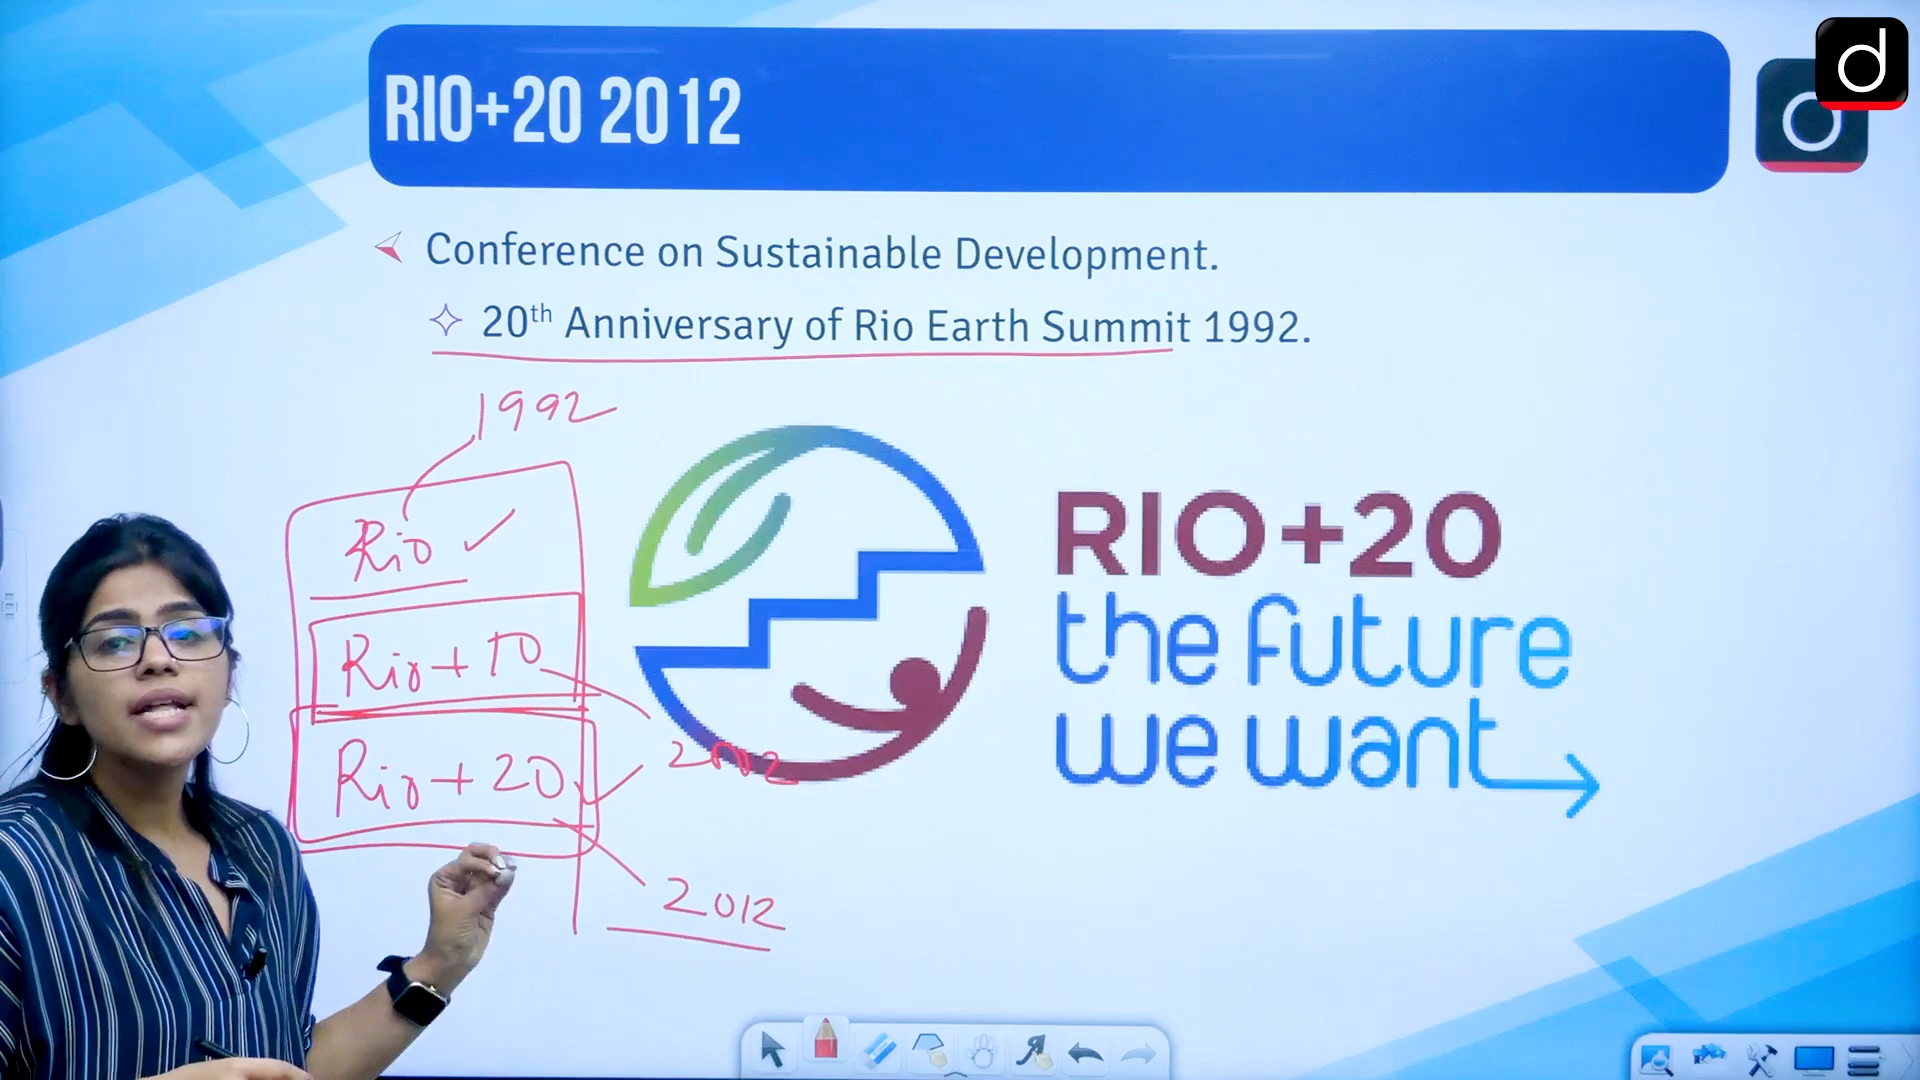 RIO+20 2012
d
Conference on Sustainable Development.
20th Anniversary of Rio Earth Summit 1992.
1992
Rio
Rio + 10
Rio + 20
2002
2012
RIO+20
the future
we want